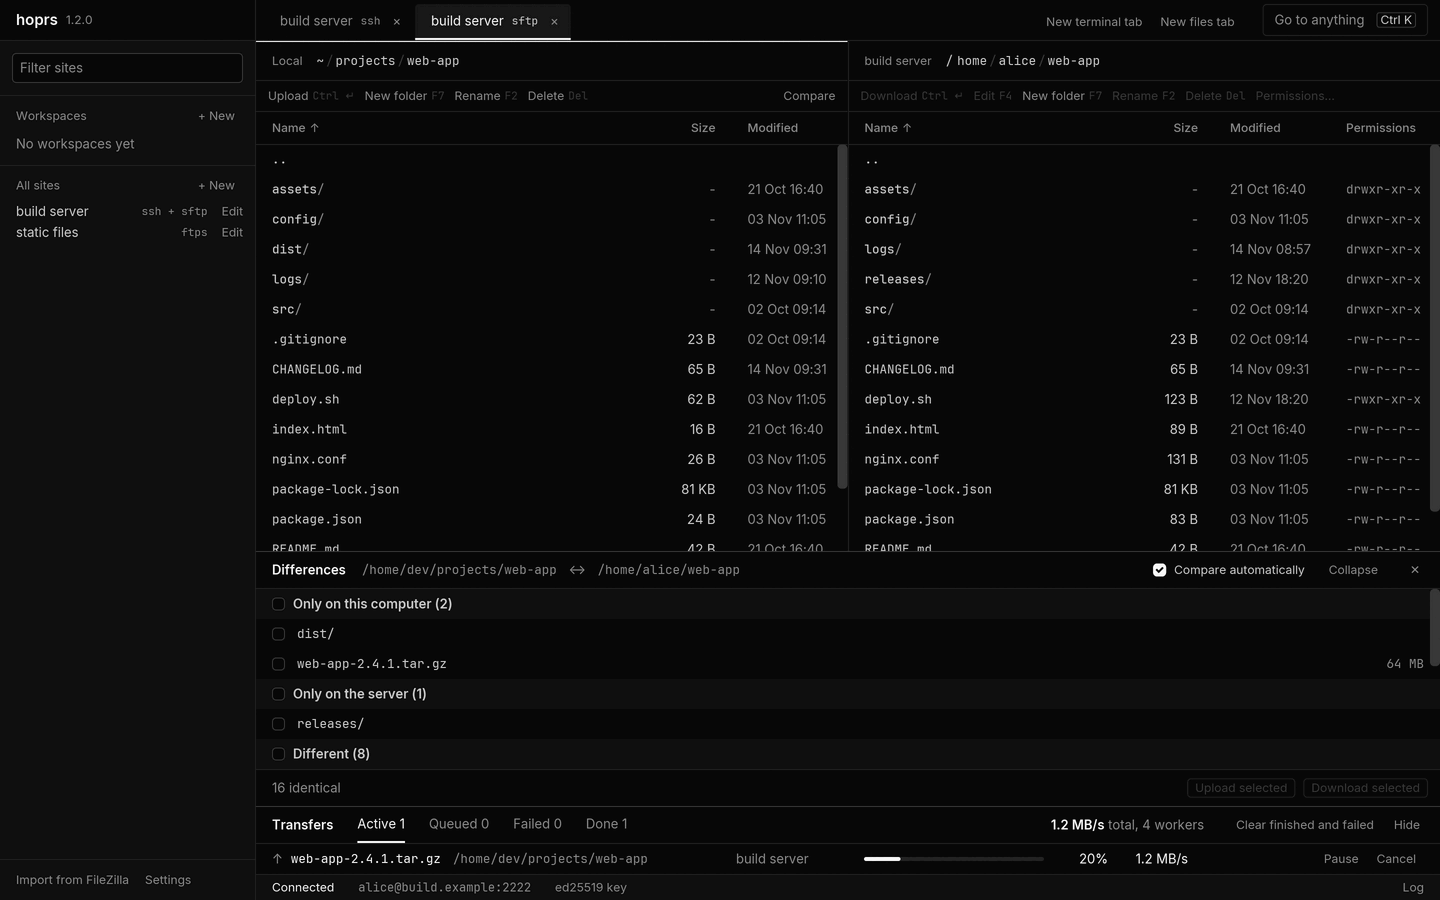 hoprs 1.2.0
build server ssh ×
build server sftp ×
New terminal tab New files tab
Go to anything Ctrl K
Filter sites
Workspaces + New
No workspaces yet
All sites + New
build server ssh + sftp Edit
static files ftps Edit
Import from FileZilla Settings
Local ~/projects/web-app
Upload Ctrl ↵ New folder F7 Rename F2 Delete Del Compare
Name ↑ Size Modified
..
assets/ - 21 Oct 16:40
config/ - 03 Nov 11:05
dist/ - 14 Nov 09:31
logs/ - 12 Nov 09:10
src/ - 02 Oct 09:14
.gitignore 23 B 02 Oct 09:14
CHANGELOG.md 65 B 14 Nov 09:31
deploy.sh 62 B 03 Nov 11:05
index.html 16 B 21 Oct 16:40
nginx.conf 26 B 03 Nov 11:05
package-lock.json 81 KB 03 Nov 11:05
package.json 24 B 03 Nov 11:05
README.md 42 B 21 Oct 16:40
build server / home/alice/web-app
Download Ctrl ↵ Edit F4 New folder F7 Rename F2 Delete Del Permissions...
Name ↑ Size Modified Permissions
..
assets/ - 21 Oct 16:40 drwxr-xr-x
config/ - 03 Nov 11:05 drwxr-xr-x
logs/ - 14 Nov 08:57 drwxr-xr-x
releases/ - 12 Nov 18:20 drwxr-xr-x
src/ - 02 Oct 09:14 drwxr-xr-x
.gitignore 23 B 02 Oct 09:14 -rw-r--r--
CHANGELOG.md 65 B 14 Nov 09:31 -rw-r--r--
deploy.sh 123 B 12 Nov 18:20 -rwxr-xr-x
index.html 89 B 21 Oct 16:40 -rw-r--r--
nginx.conf 131 B 03 Nov 11:05 -rw-r--r--
package-lock.json 81 KB 03 Nov 11:05 -rw-r--r--
package.json 83 B 03 Nov 11:05 -rw-r--r--
README.md 42 B 21 Oct 16:40 -rw-r--r--
Differences /home/dev/projects/web-app ↔ /home/alice/web-app Compare automatically Collapse ×
Only on this computer (2)
dist/
web-app-2.4.1.tar.gz 64 MB
Only on the server (1)
releases/
Different (8)
16 identical Upload selected Download selected
Transfers Active 1 Queued 0 Failed 0 Done 1 1.2 MB/s total, 4 workers Clear finished and failed Hide
↑ web-app-2.4.1.tar.gz /home/dev/projects/web-app build server 20% 1.2 MB/s Pause Cancel
Connected alice@build.example:2222 ed25519 key Log